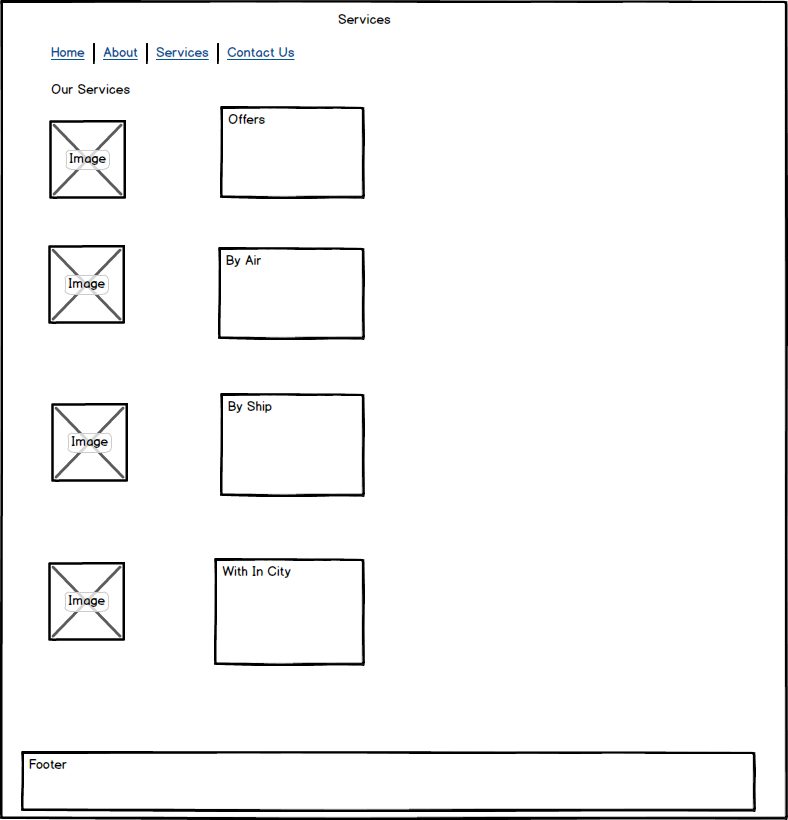 Services
Home About Services Contact Us
Our Services
Image
Offers
Image
By Air
Image
By Ship
Image
With In City
Footer